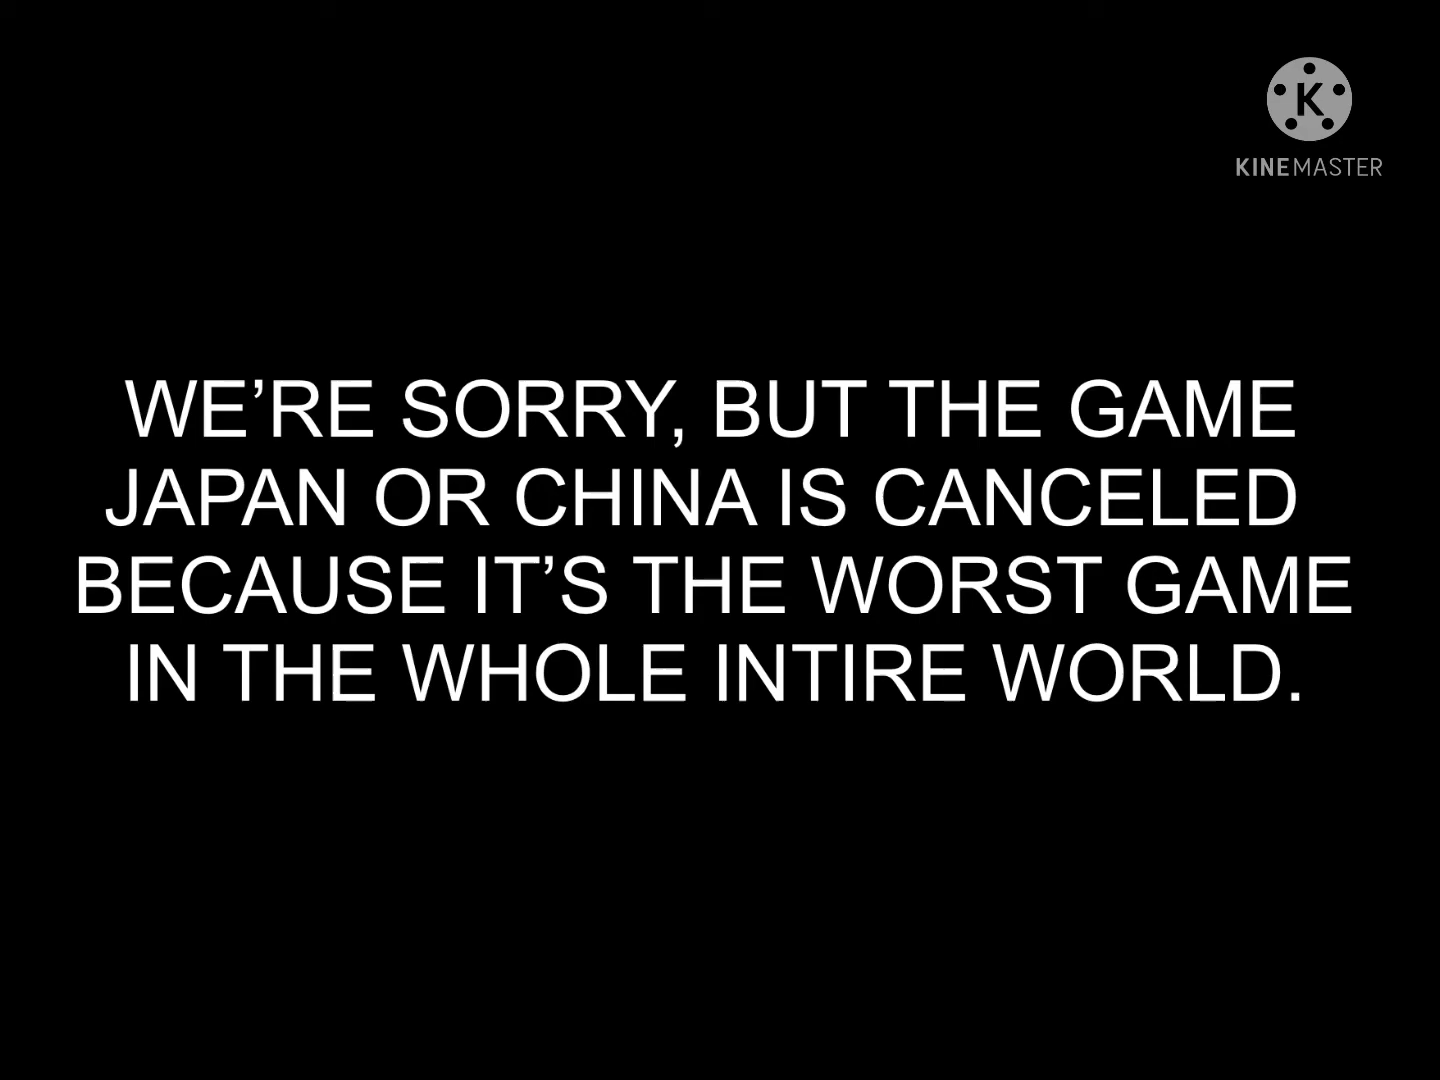 K
KINEMASTER
WE’RE SORRY, BUT THE GAME
JAPAN OR CHINA IS CANCELED
BECAUSE IT’S THE WORST GAME
IN THE WHOLE INTIRE WORLD.